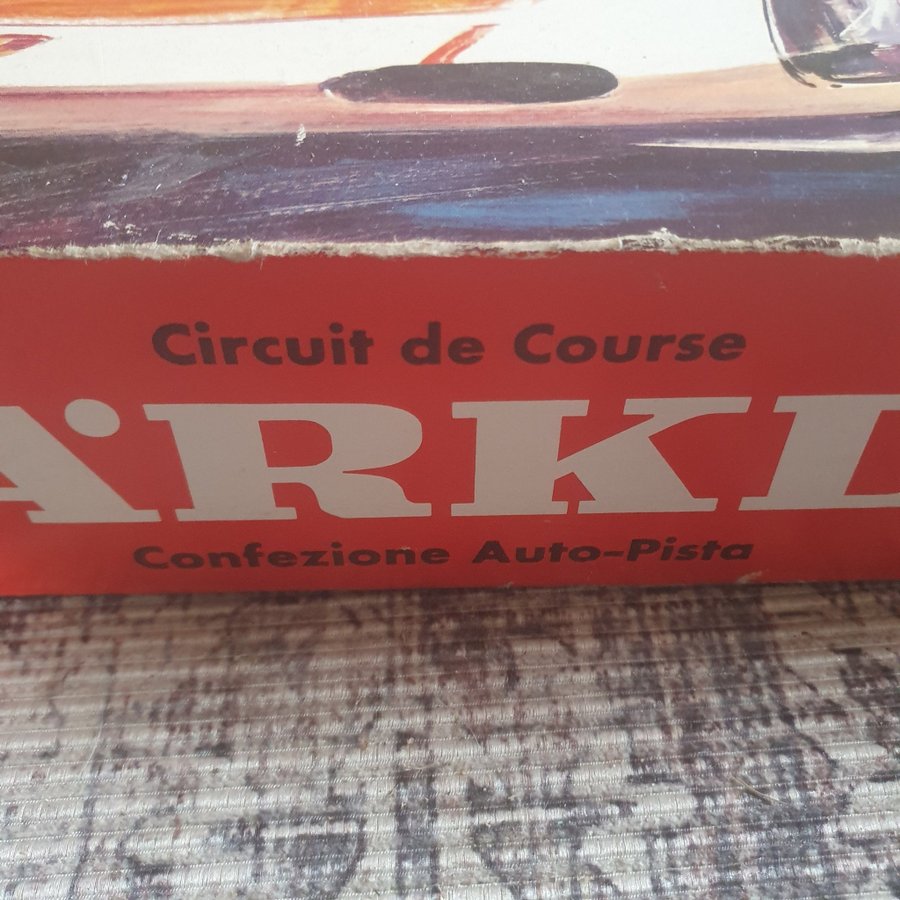 Circuit de Course
ÄRKL
Confezione Auto-Pista